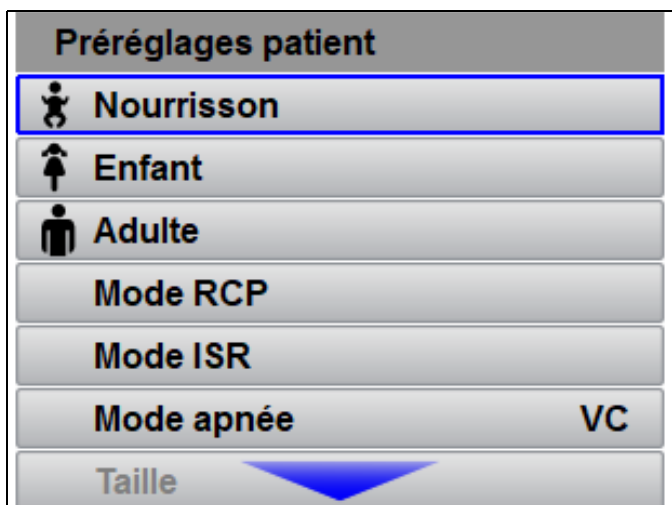 Préréglages patient
Nourrisson
Enfant
Adulte
Mode RCP
Mode ISR
Mode apnée VC
Taille